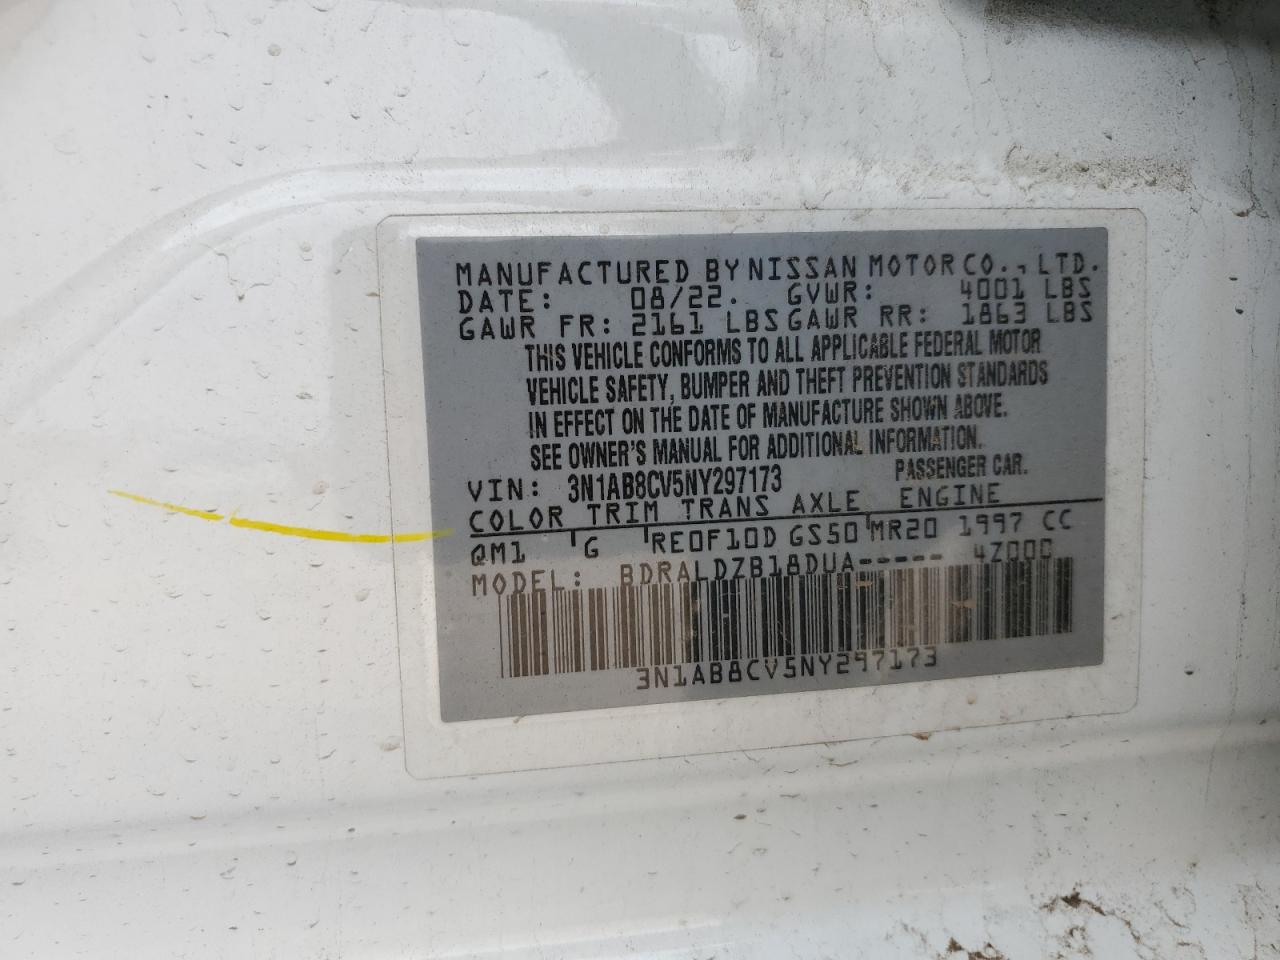 MANUFACTURED BY NISSAN MOTOR CO., LTD.
DATE: 08/22. GVWR: 4001 LBS
GAWR FR: 2161 LBS GAWR RR: 1863 LBS
THIS VEHICLE CONFORMS TO ALL APPLICABLE FEDERAL MOTOR
VEHICLE SAFETY, BUMPER AND THEFT PREVENTION STANDARDS
IN EFFECT ON THE DATE OF MANUFACTURE SHOWN ABOVE.
SEE OWNER'S MANUAL FOR ADDITIONAL INFORMATION.
VIN: 3N1AB8CV5NY297173 PASSENGER CAR.
COLOR TRIM TRANS AXLE ENGINE
QM1 G RE0F10D GS50 MR20 1997 CC
MODEL: BDRALDZB18DUA----- 4Z000
3N1AB8CV5NY297173